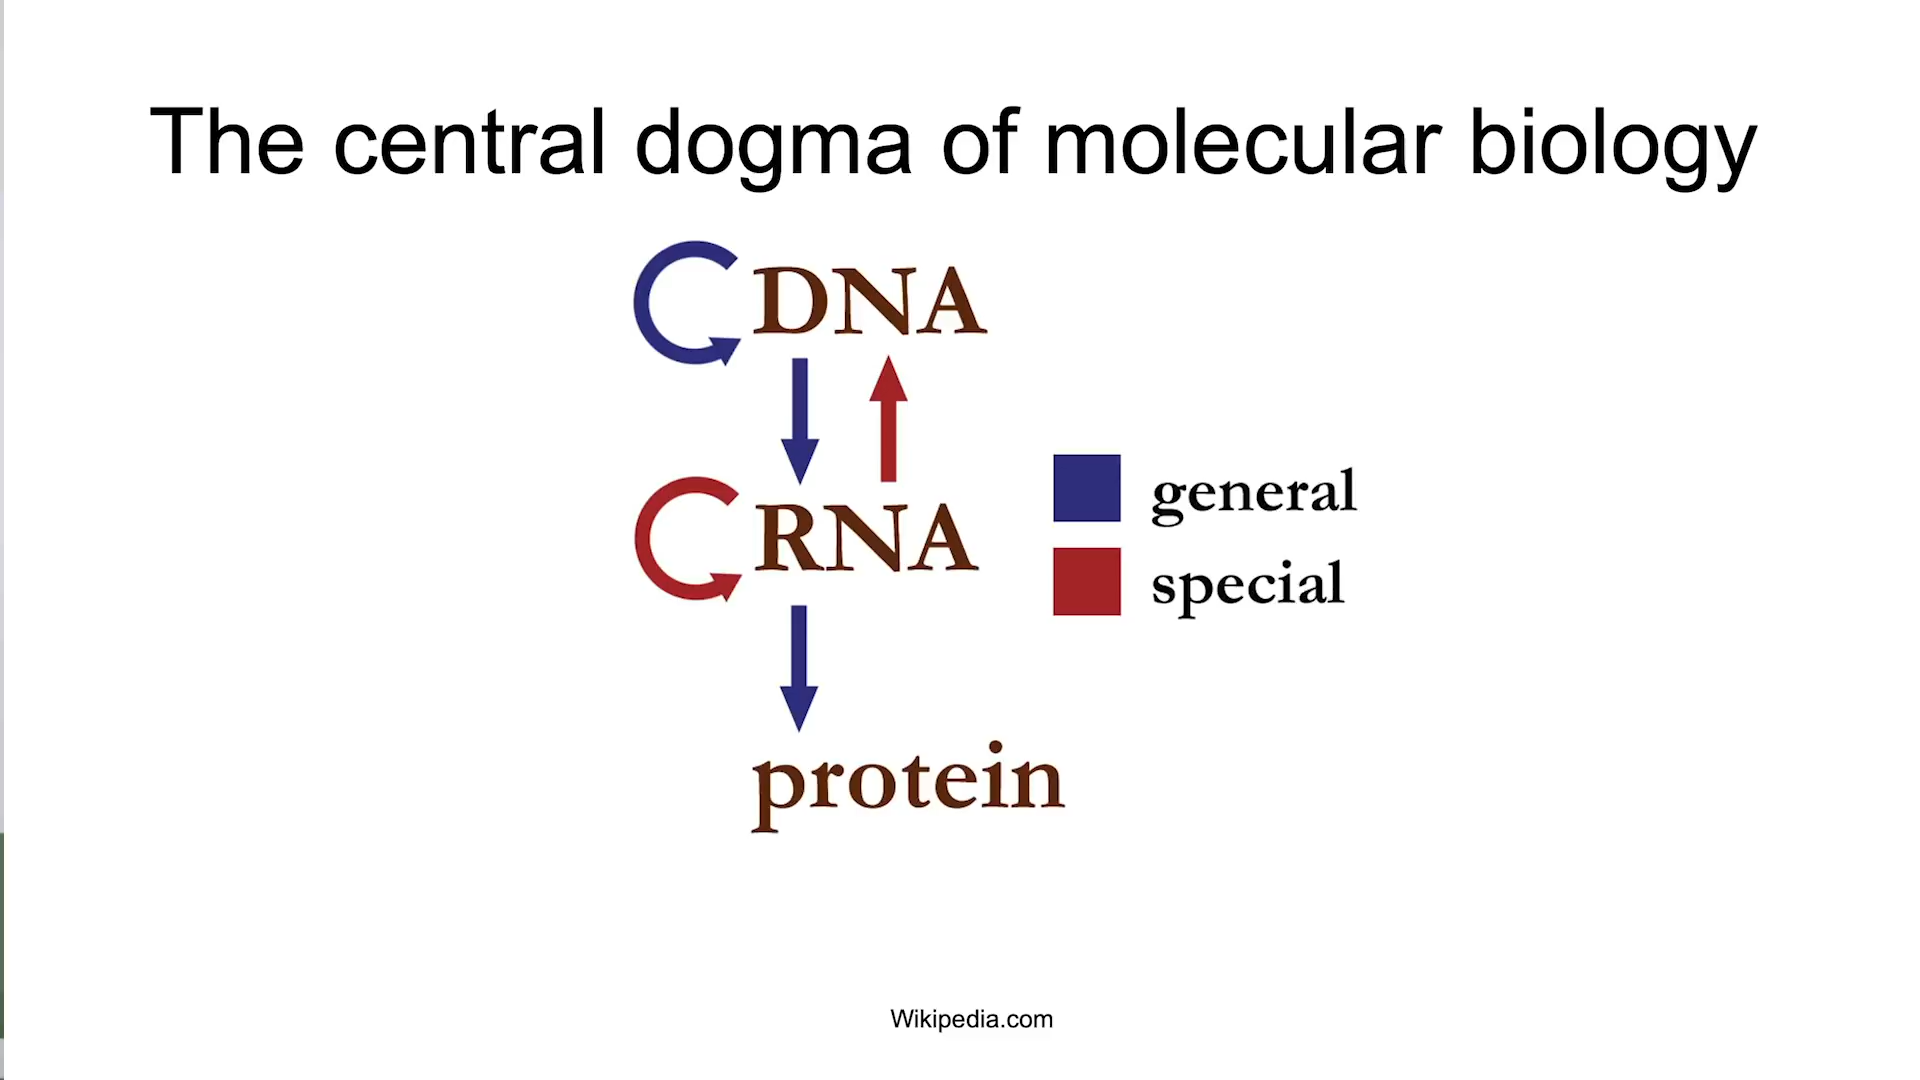 The central dogma of molecular biology
DNA
RNA
general
special
protein
Wikipedia.com